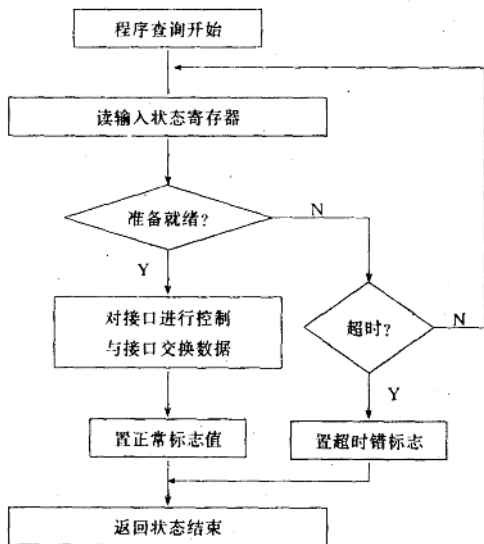 程序查询开始
读输入状态寄存器
准备就绪?
N
Y
对接口进行控制
与接口交换数据
超时?
N
Y
置正常标志值
置超时错标志
返回状态结束